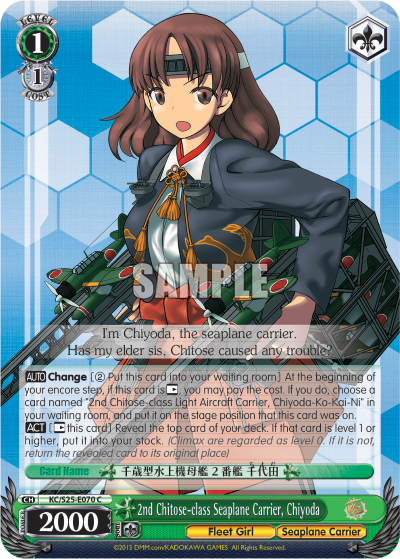 LEVEL
1
1
COST
SAMPLE
I'm Chiyoda, the seaplane carrier.
Has my elder sis, Chitose caused any trouble?
AUTO Change [② Put this card into your waiting room] At the beginning of
your encore step, if this card is , you may pay the cost. If you do, choose a
card named "2nd Chitose-class Light Aircraft Carrier, Chiyoda-Ko-Kai-Ni" in
your waiting room, and put it on the stage position that this card was on.
ACT [ this card] Reveal the top card of your deck. If that card is level 1 or
higher, put it into your stock. (Climax are regarded as level 0. If it is not,
return the revealed card to its original place)
Card Name 千歳型水上機母艦2番艦 千代田
CH KC/S25-E070 C
POWER 2000 2nd Chitose-class Seaplane Carrier, Chiyoda
Fleet Girl Seaplane Carrier
©2015 DMM.com/KADOKAWA GAMES All Rights Reserved.